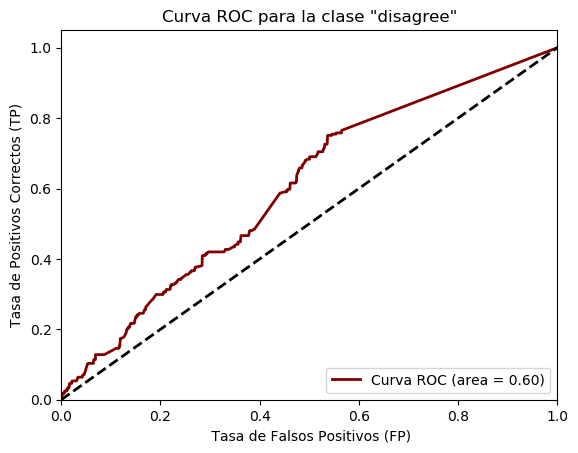 Curva ROC para la clase "disagree"
Tasa de Positivos Correctos (TP)
1.0
0.8
0.6
0.4
0.2
0.0
0.0 0.2 0.4 0.6 0.8 1.0
Curva ROC (area = 0.60)
Tasa de Falsos Positivos (FP)